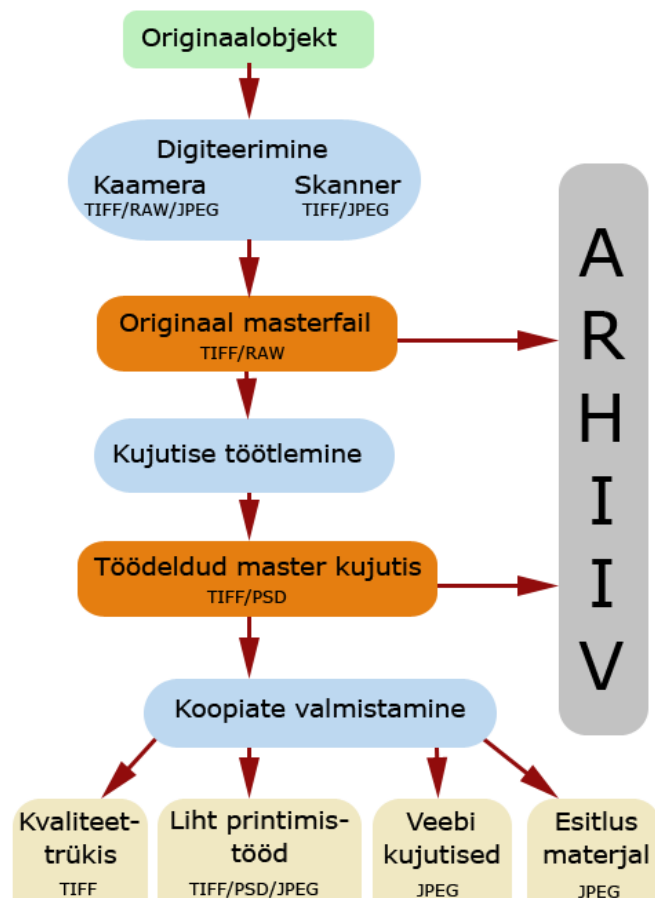 Originaalobjekt
Digiteerimine
Kaamera
TIFF/RAW/JPEG
Skanner
TIFF/JPEG
Originaal masterfail
TIFF/RAW
Kujutise töötlemine
Töödeldud master kujutis
TIFF/PSD
Koopiate valmistamine
Kvaliteet-
trükis
TIFF
Liht printimis-
tööd
TIFF/PSD/JPEG
Veebi
kujutised
JPEG
Esitlus
materjal
JPEG
A
R
H
I
I
V